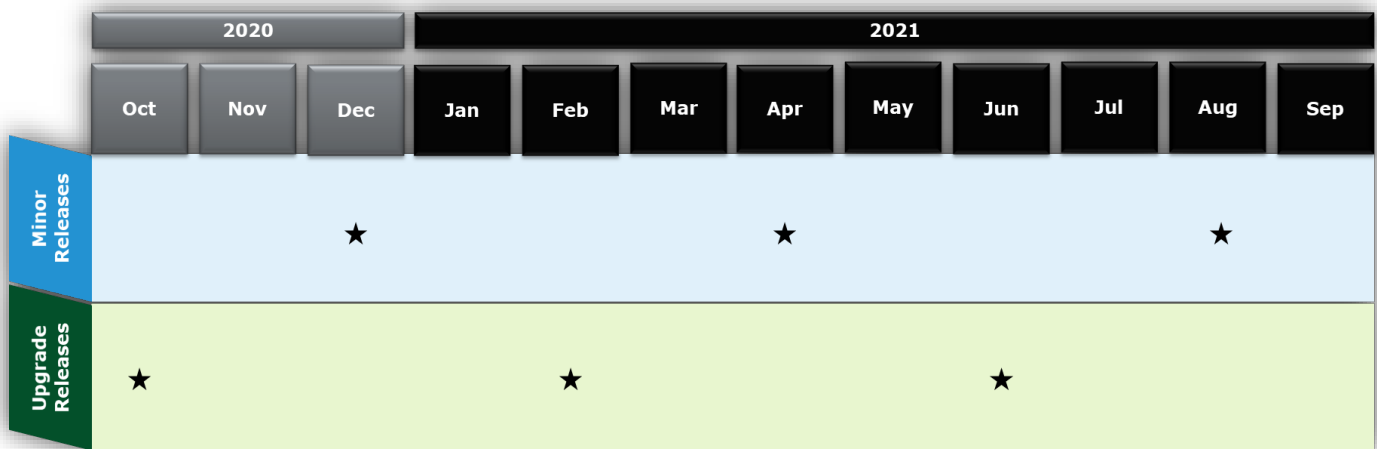 2020
2021
Oct
Nov
Dec
Jan
Feb
Mar
Apr
May
Jun
Jul
Aug
Sep
Minor
Releases
Upgrade
Releases